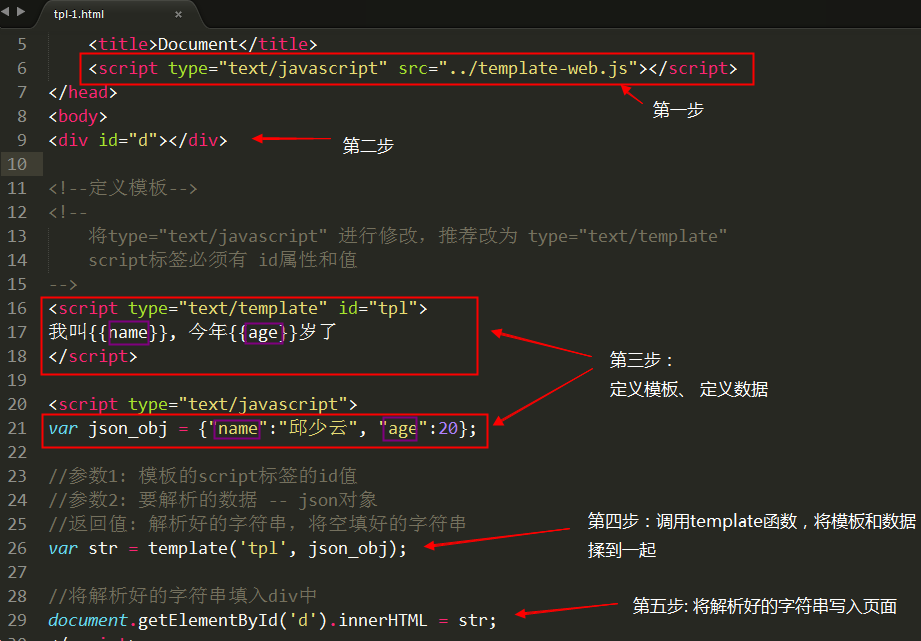 tpl-1.html ×
5 <title>Document</title>
6 <script type="text/javascript" src="../template-web.js"></script>
第一步
7 </head>
8 <body>
9 <div id="d"></div>
第二步
10
11 <!--定义模板-->
12 <!--
13 将type="text/javascript" 进行修改，推荐改为 type="text/template"
14 script标签必须有 id属性和值
15 -->
16 <script type="text/template" id="tpl">
17 我叫{{name}}, 今年{{age}}岁了
18 </script>
第三步：
定义模板、 定义数据
19
20 <script type="text/javascript">
21 var json_obj = {"name":"邱少云", "age":20};
22
23 //参数1: 模板的script标签的id值
24 //参数2: 要解析的数据 -- json对象
25 //返回值: 解析好的字符串，将空填好的字符串
26 var str = template('tpl', json_obj);
第四步：调用template函数，将模板和数据
揉到一起
27
28 //将解析好的字符串填入div中
29 document.getElementById('d').innerHTML = str;
第五步: 将解析好的字符串写入页面